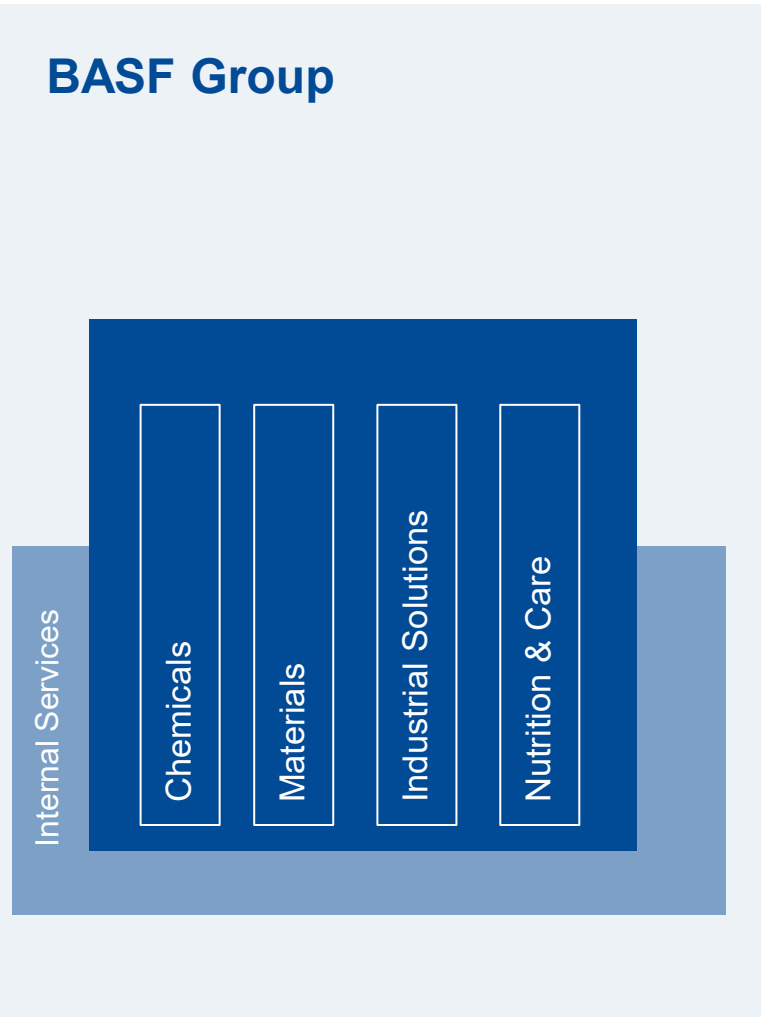 BASF Group
Internal Services
Chemicals
Materials
Industrial Solutions
Nutrition & Care